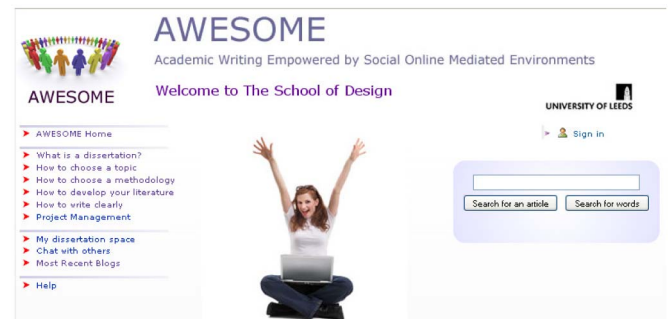 AWESOME
Academic Writing Empowered by Social Online Mediated Environments
AWESOME
Welcome to The School of Design
UNIVERSITY OF LEEDS
AWESOME Home
Sign in
What is a dissertation?
How to choose a topic
How to choose a methodology
How to develop your literature
How to write clearly
Project Management
Search for an article
Search for words
My dissertation space
Chat with others
Most Recent Blogs
Help